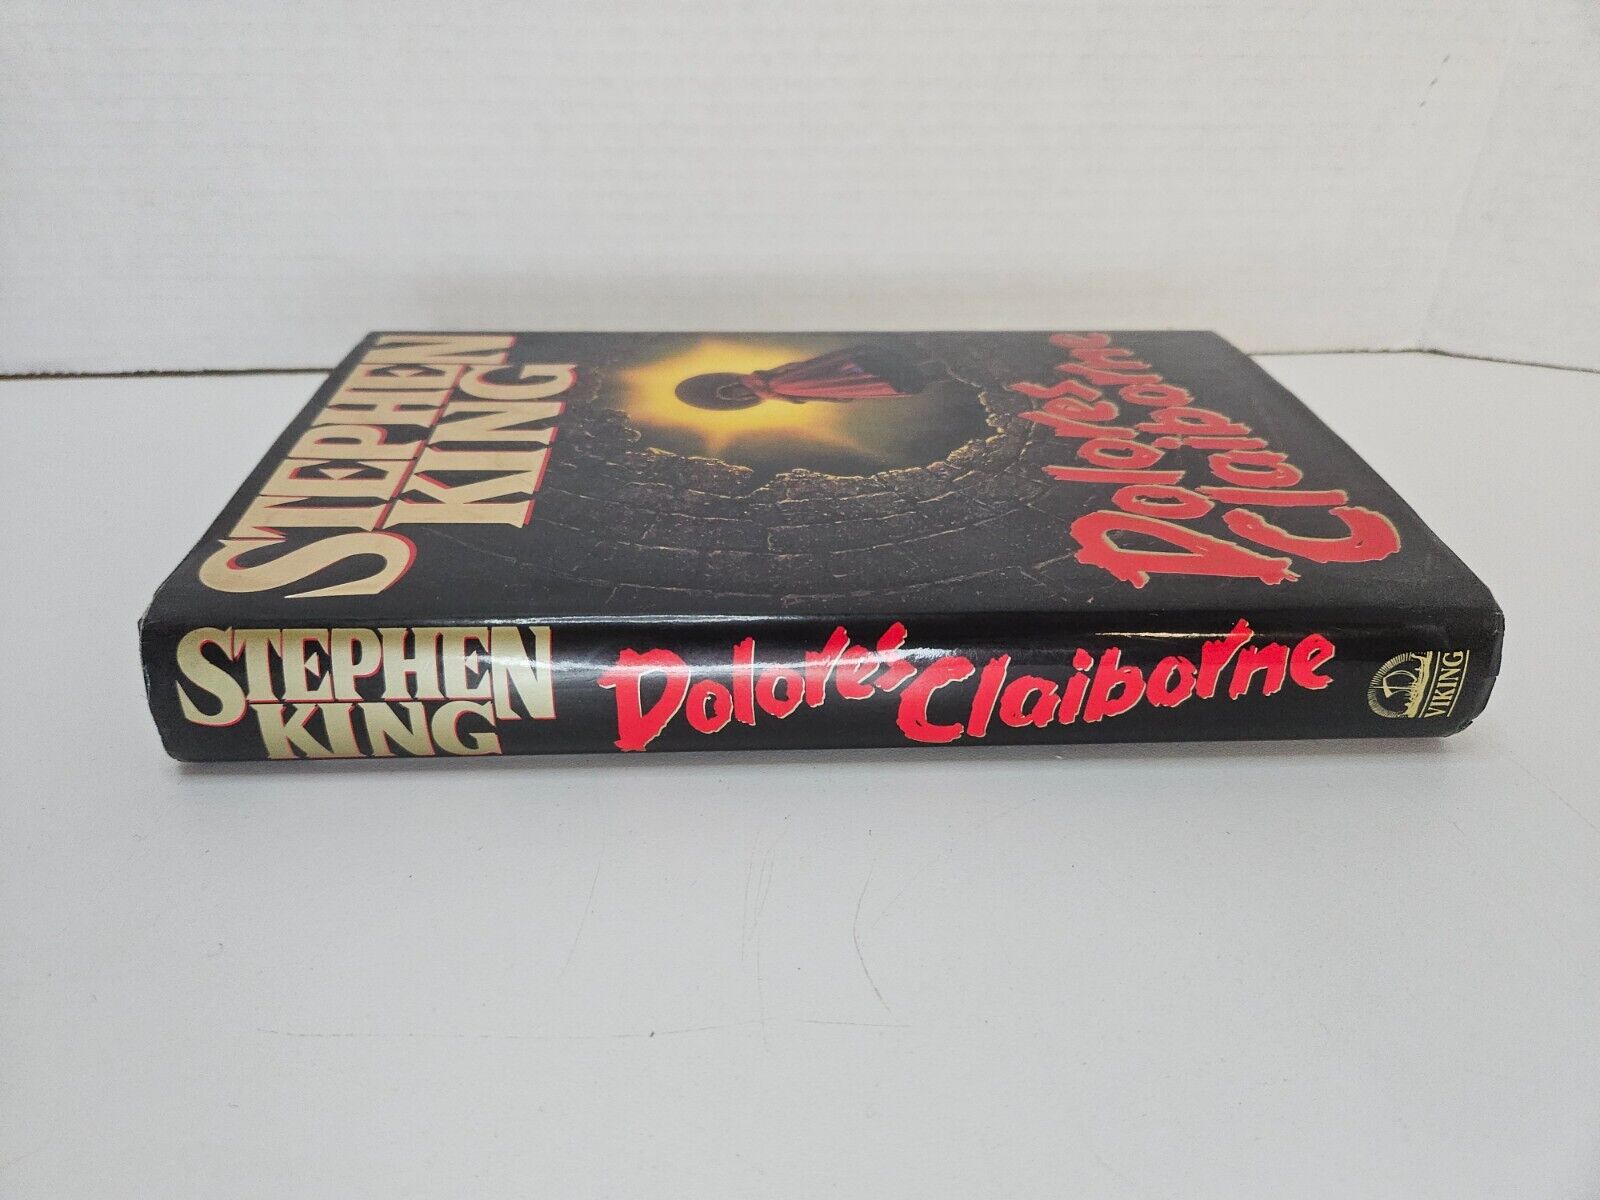 STEPHEN
KING
Dolores
Claiborne
STEPHEN
KING
Dolores Claiborne
VIKING